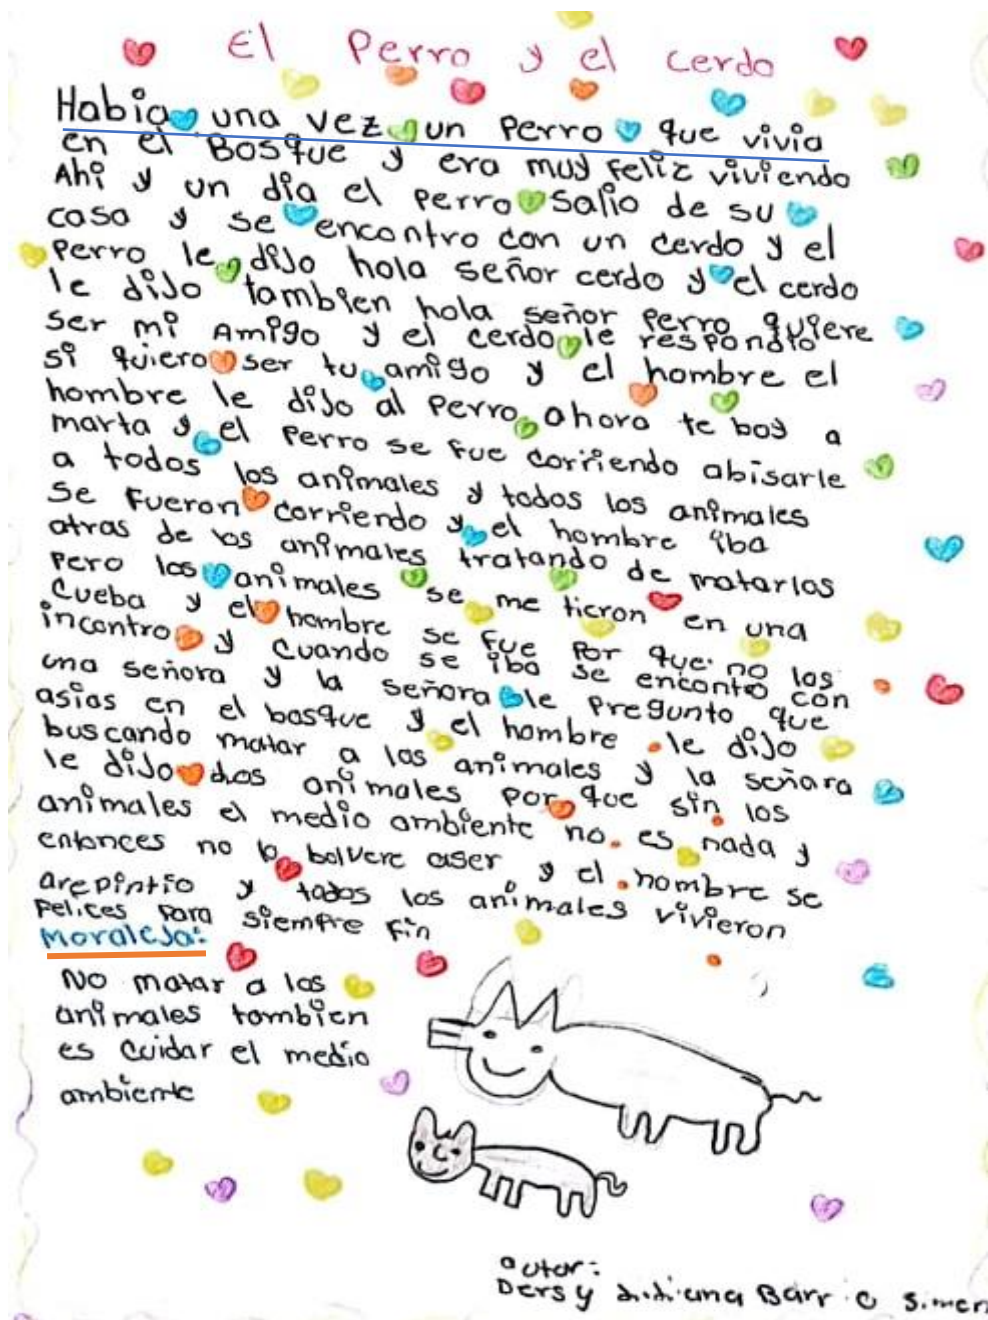 El Perro y el cerdo
Habia una vez un Perro que vivia
en el Bosque y era muy Feliz viviendo
Ahi y un dia el Perro salio de su
casa y se encontro con un cerdo y el
Perro le dijo hola señor cerdo y el cerdo
le dijo tambien hola señor Perro quiere
ser mi Amigo y el cerdo le respondio
si quiero ser tu amigo y el hombre el
hombre le dijo al Perro ahora te boy a
marta y el Perro se fue corriendo abisarle
a todos los animales y todos los animales
se fueron corriendo y el hombre iba
atras de los animales tratando de matarlos
Pero los animales se me tieron en una
Cueba y el hombre se fue Por que no los
incontro y cuando se iba se enconto con
una señora y la señora le Pregunto que
asias en el bosque y el hombre le dijo
buscando matar a los animales y la señora
le dijo animales por que sin los
animales el medio ambiente no es nada y
entonces no lo bolvere aser y el hombre se
arepintio y todos los animales vivieron
felices para siempre fin
Moraleja:
No matar a los
animales tambien
es cuidar el medio
ambiente
autor:
Dersy Barrio